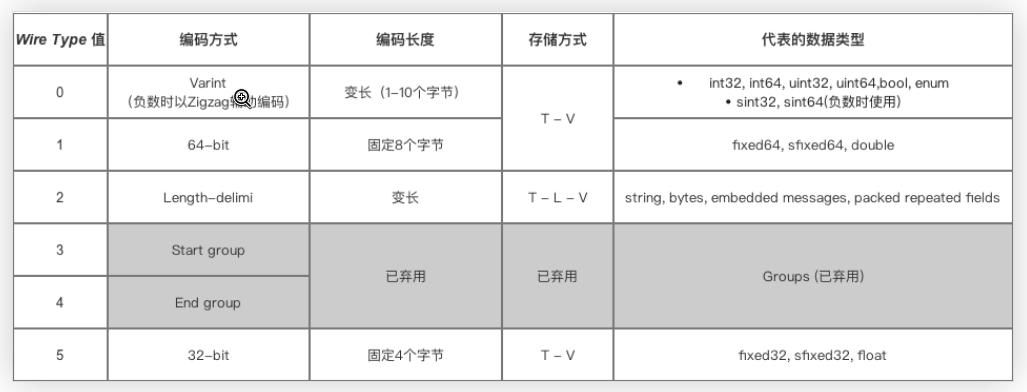 Wire Type 值 编码方式 编码长度 存储方式 代表的数据类型
0 Varint 变长（1-10个字节） T - V • int32, int64, uint32, uint64,bool, enum
（负数时以Zigzag辅助编码） • sint32, sint64(负数时使用)
1 64-bit 固定8个字节 fixed64, sfixed64, double
2 Length-delimi 变长 T - L - V string, bytes, embedded messages, packed repeated fields
3 Start group 已弃用 已弃用 Groups (已弃用)
4 End group
5 32-bit 固定4个字节 T - V fixed32, sfixed32, float